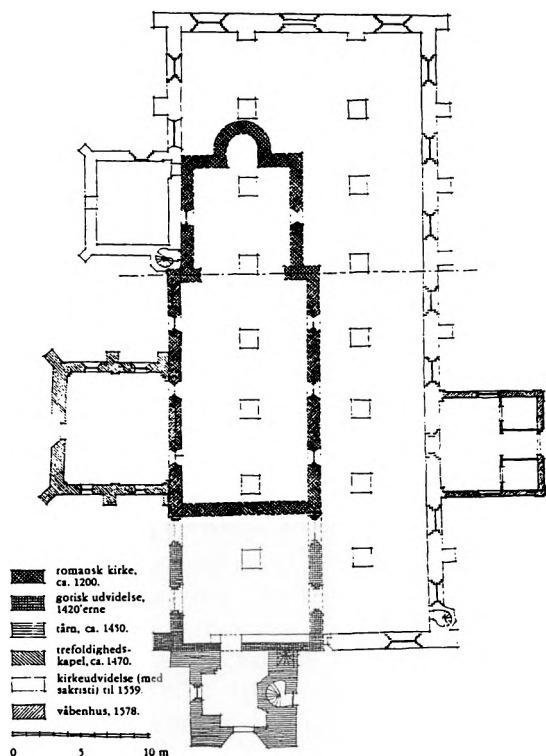 romansk kirke,
ca. 1200.
gotisk udvidelse,
1420'erne
tårn, ca. 1450.
trefoldigheds-
kapel, ca. 1470.
kirkeudvidelse (med
sakristi) til 1559.
våbenhus, 1578.
0 5 10 m